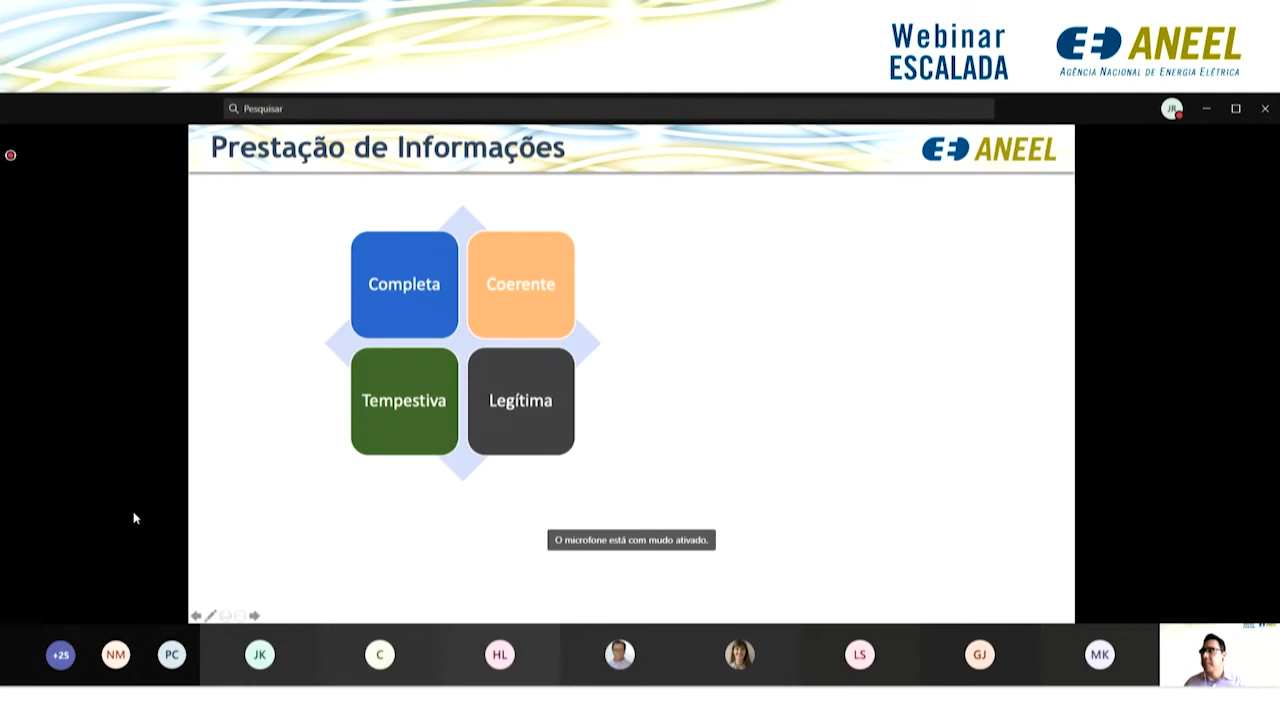 Webinar
ESCALADA
ANEEL
AGÊNCIA NACIONAL DE ENERGIA ELÉTRICA
Pesquisar
JR
Prestação de Informações
ANEEL
Completa
Coerente
Tempestiva
Legítima
O microfone está com mudo ativado.
+25
NM
PC
JK
C
HL
LS
GJ
MK